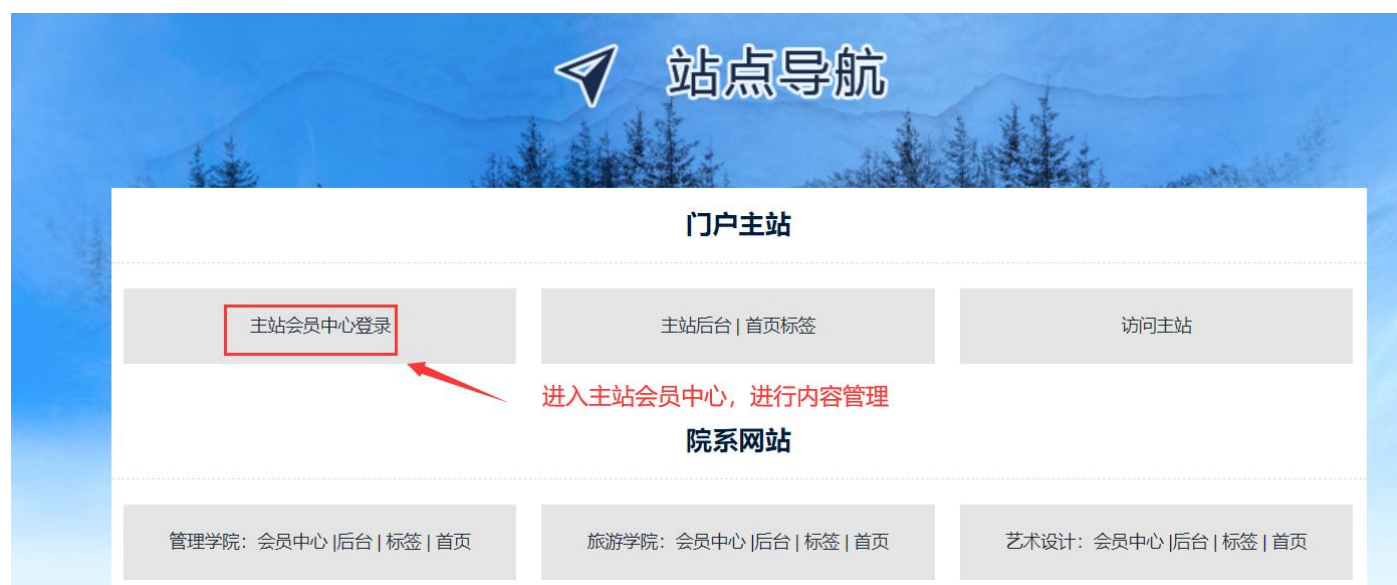 站点导航
门户主站
主站会员中心登录
主站后台 | 首页标签
访问主站
进入主站会员中心，进行内容管理
院系网站
管理学院：会员中心 |后台 | 标签 | 首页
旅游学院：会员中心 |后台 | 标签 | 首页
艺术设计：会员中心 |后台 | 标签 | 首页